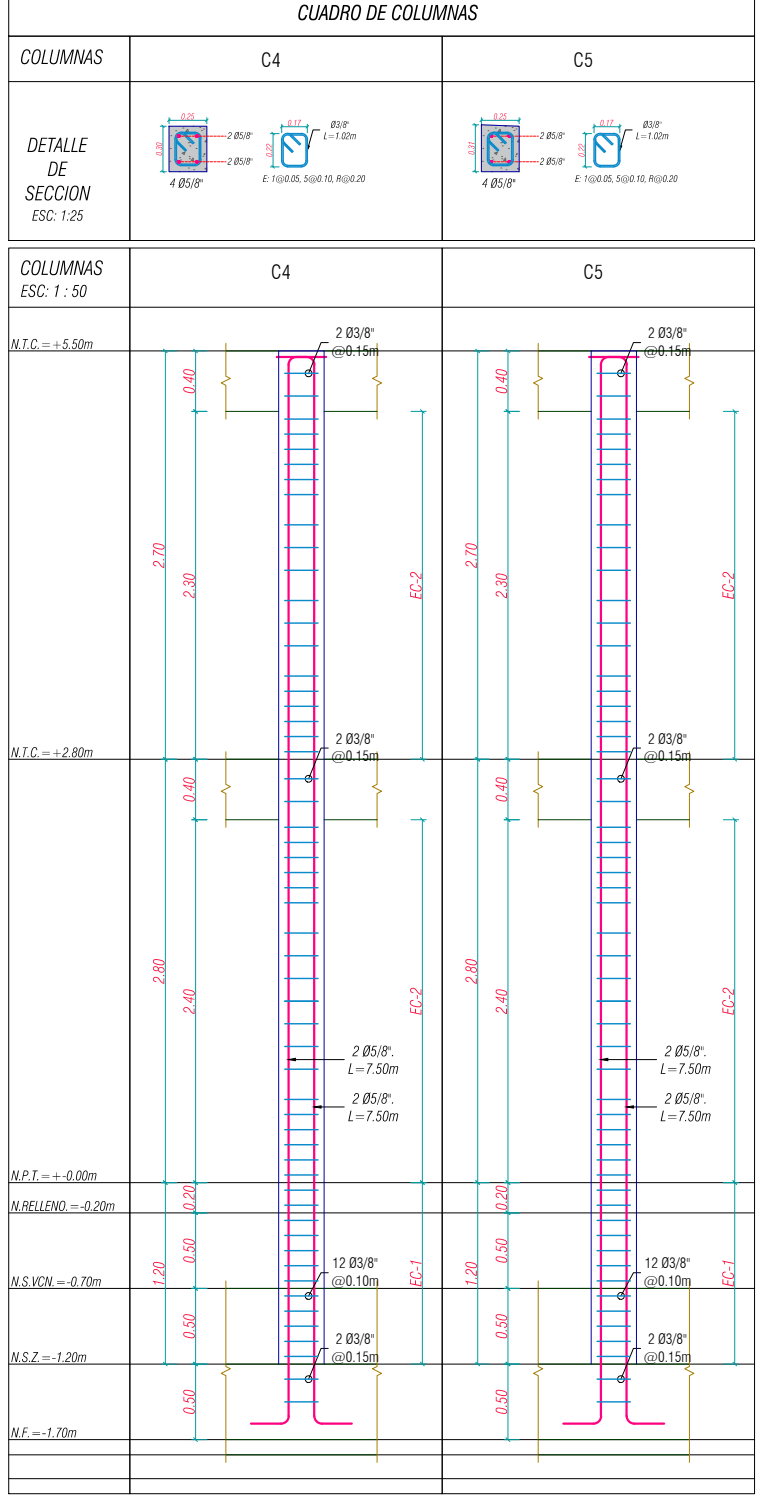 CUADRO DE COLUMNAS
COLUMNAS
C4
C5
DETALLE
DE
SECCION
ESC: 1:25
0.25
0.30
2 Ø5/8"
2 Ø5/8"
4 Ø5/8"
0.17
0.22
Ø3/8"
L=1.02m
E: 1@0.05, 5@0.10, R@0.20
0.25
0.31
2 Ø5/8"
2 Ø5/8"
4 Ø5/8"
0.17
0.22
Ø3/8"
L=1.02m
E: 1@0.05, 5@0.10, R@0.20
COLUMNAS
ESC: 1 : 50
C4
C5
N.T.C.=+5.50m
2 Ø3/8"
@0.15m
2 Ø3/8"
@0.15m
0.40
0.40
2.70
2.30
EC-2
2.70
2.30
EC-2
N.T.C.=+2.80m
2 Ø3/8"
@0.15m
2 Ø3/8"
@0.15m
0.40
0.40
2.80
2.40
EC-2
2.80
2.40
EC-2
2 Ø5/8".
L=7.50m
2 Ø5/8".
L=7.50m
2 Ø5/8".
L=7.50m
2 Ø5/8".
L=7.50m
N.P.T.=+-0.00m
0.20
0.20
N.RELLENO.=-0.20m
0.50
0.50
1.20
EC-1
1.20
EC-1
12 Ø3/8"
@0.10m
12 Ø3/8"
@0.10m
N.S.VCN.=-0.70m
0.50
0.50
2 Ø3/8"
@0.15m
2 Ø3/8"
@0.15m
N.S.Z.=-1.20m
0.50
0.50
N.F.=-1.70m